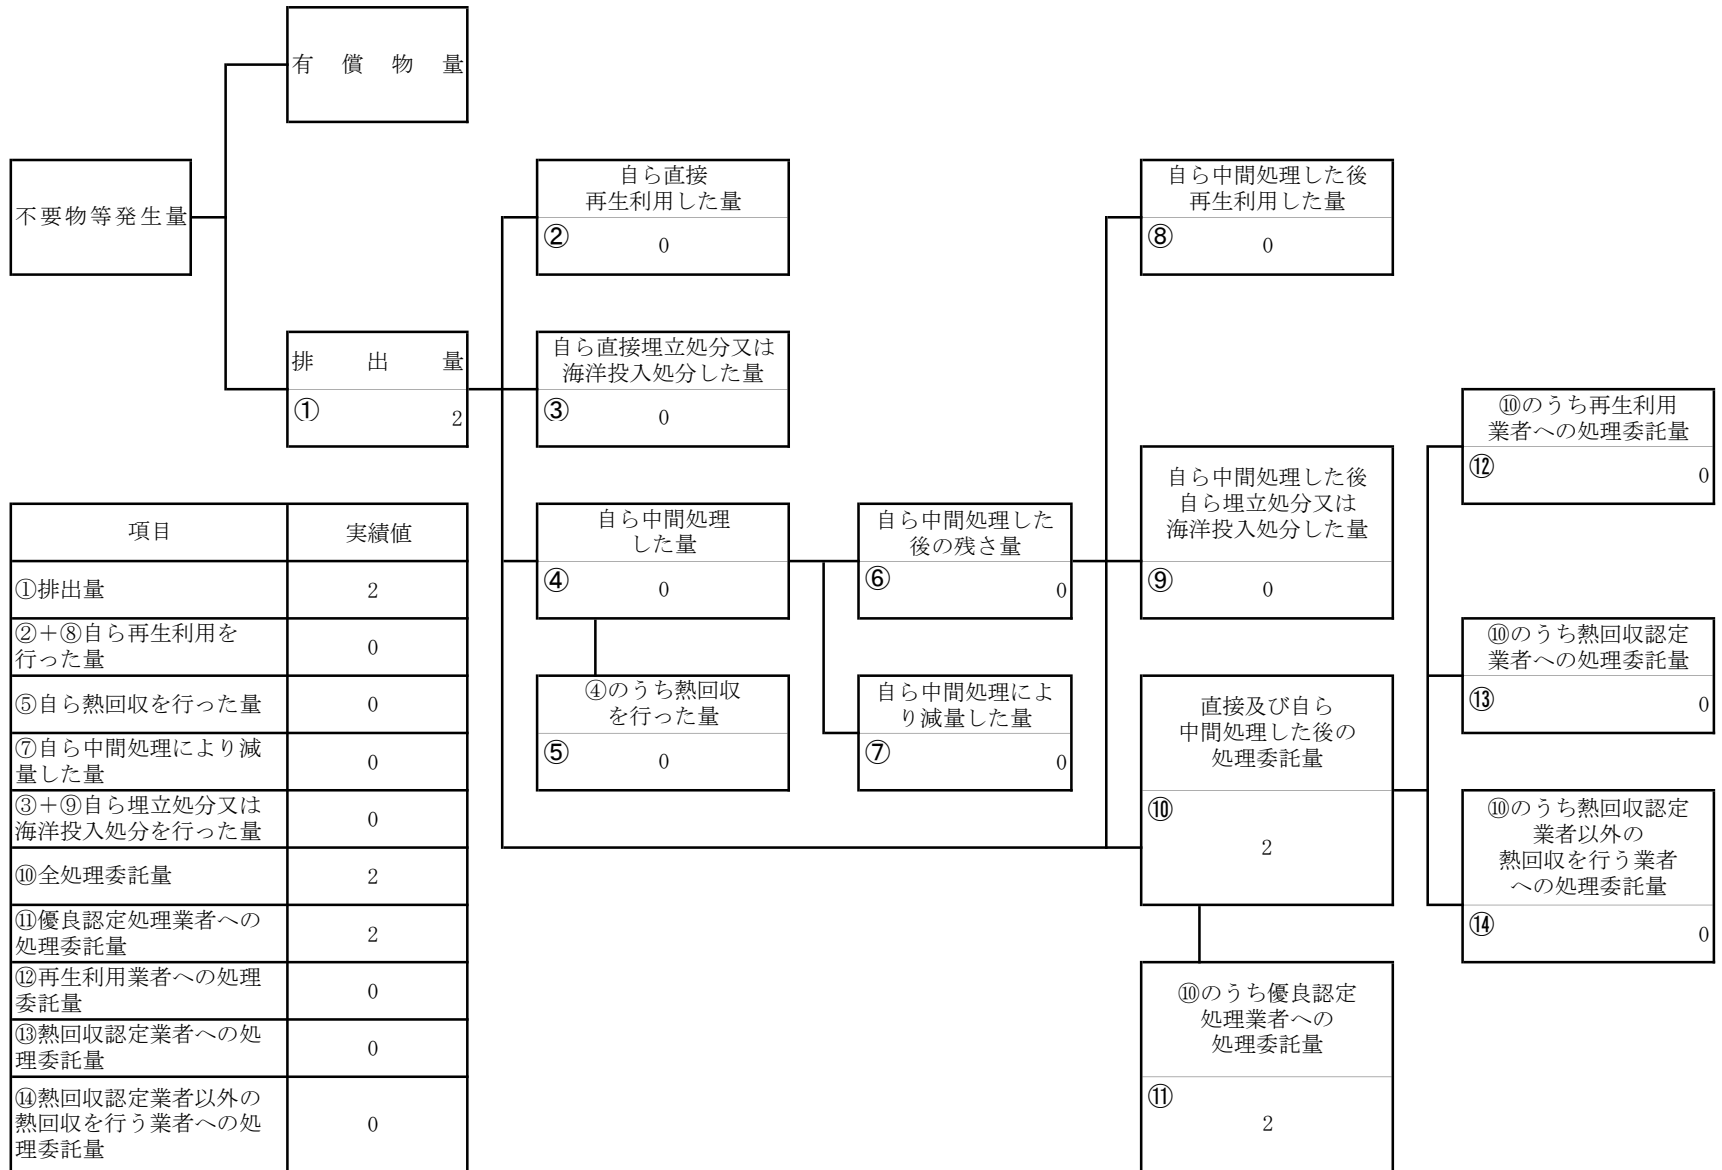 有償物量
不要物等発生量
排出量
①
2
自ら直接
再生利用した量
②
0
自ら直接埋立処分又は
海洋投入処分した量
③
0
自ら中間処理
した量
④
0
④のうち熱回収
を行った量
⑤
0
自ら中間処理した
後の残さ量
⑥
0
自ら中間処理によ
り減量した量
⑦
0
自ら中間処理した後
再生利用した量
⑧
0
自ら中間処理した後
自ら埋立処分又は
海洋投入処分した量
⑨
0
直接及び自ら
中間処理した後の
処理委託量
⑩
2
⑩のうち優良認定
処理業者への
処理委託量
⑪
2
⑩のうち再生利用
業者への処理委託量
⑫
0
⑩のうち熱回収認定
業者への処理委託量
⑬
0
⑩のうち熱回収認定
業者以外の
熱回収を行う業者
への処理委託量
⑭
0
項目 実績値
①排出量 2
②＋⑧自ら再生利用を
行った量 0
⑤自ら熱回収を行った量 0
⑦自ら中間処理により減
量した量 0
③＋⑨自ら埋立処分又は
海洋投入処分を行った量 0
⑩全処理委託量 2
⑪優良認定処理業者への
処理委託量 2
⑫再生利用業者への処理
委託量 0
⑬熱回収認定業者への処
理委託量 0
⑭熱回収認定業者以外の
熱回収を行う業者への処
理委託量 0